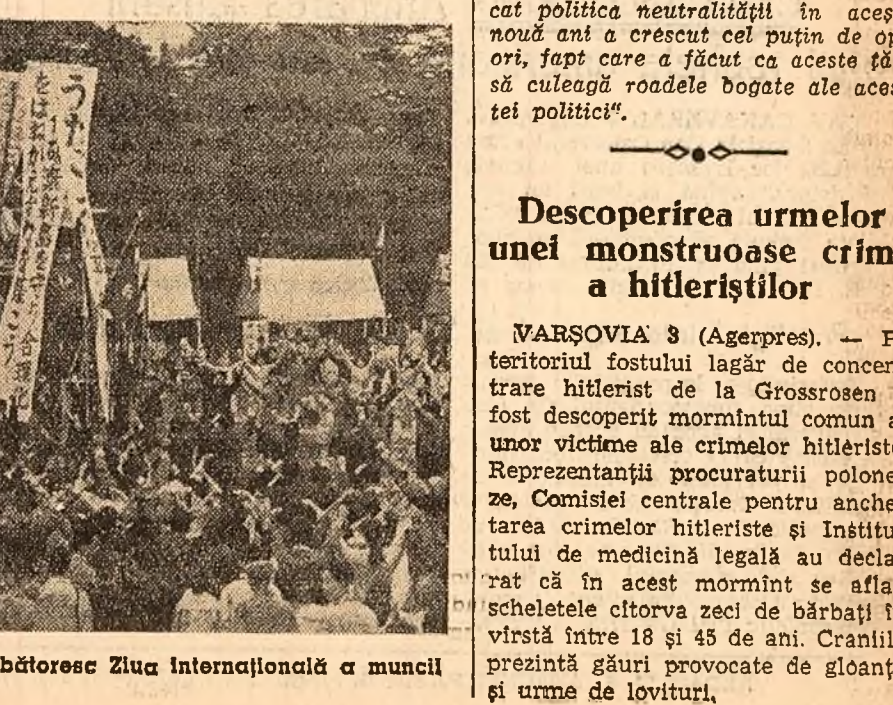 cat politica neutralității în aces
nouă ani a crescut cel puțin de
ori, fapt care a făcut ca aceste
să culeagă roadele bogate ale aces
tei politici".
Descoperirea urmelor
unei monstruoase crim
a hitleriștilor
VARȘOVIA 3 (Agerpres). — P
teritoriul fostului lagăr de concen
trare hitlerist de la Grossrosen
fost descoperit mormîntul comun a
unor victime ale crimelor hitleriste
Reprezentanții procuraturii polone
ze, Comisiei centrale pentru anche
tarea crimelor hitleriste și Institu
tului de medicină legală au decla
rat că în acest mormînt se afla
scheletele cîtorva zeci de bărbați î
vîrstă între 18 și 45 de ani. Craniil
prezintă găuri provocate de gloanț
și urme de lovituri.
bătoresc Ziua Internațională a muncii